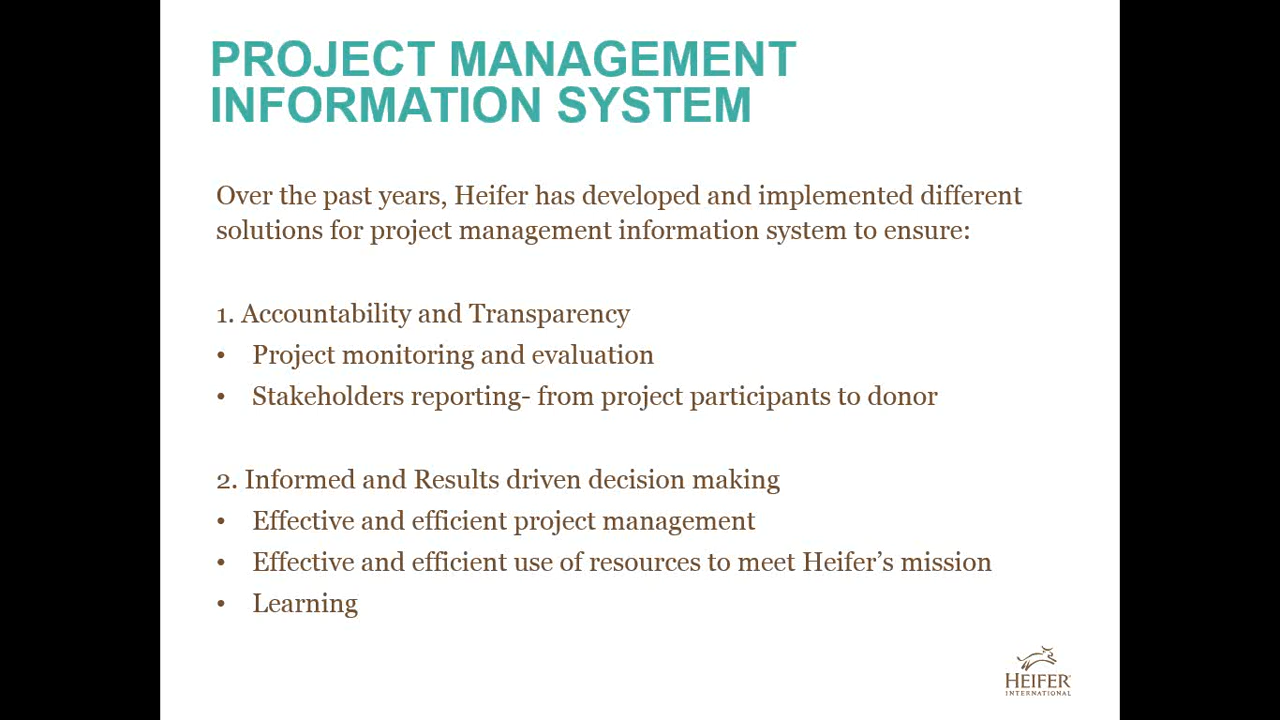 PROJECT MANAGEMENT
INFORMATION SYSTEM
Over the past years, Heifer has developed and implemented different
solutions for project management information system to ensure:
1. Accountability and Transparency
• Project monitoring and evaluation
• Stakeholders reporting- from project participants to donor
2. Informed and Results driven decision making
• Effective and efficient project management
• Effective and efficient use of resources to meet Heifer’s mission
• Learning
HEIFER
INTERNATIONAL